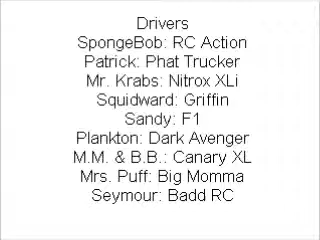 Drivers
SpongeBob: RC Action
Patrick: Phat Trucker
Mr. Krabs: Nitrox XLi
Squidward: Griffin
Sandy: F1
Plankton: Dark Avenger
M.M. & B.B.: Canary XL
Mrs. Puff: Big Momma
Seymour: Badd RC